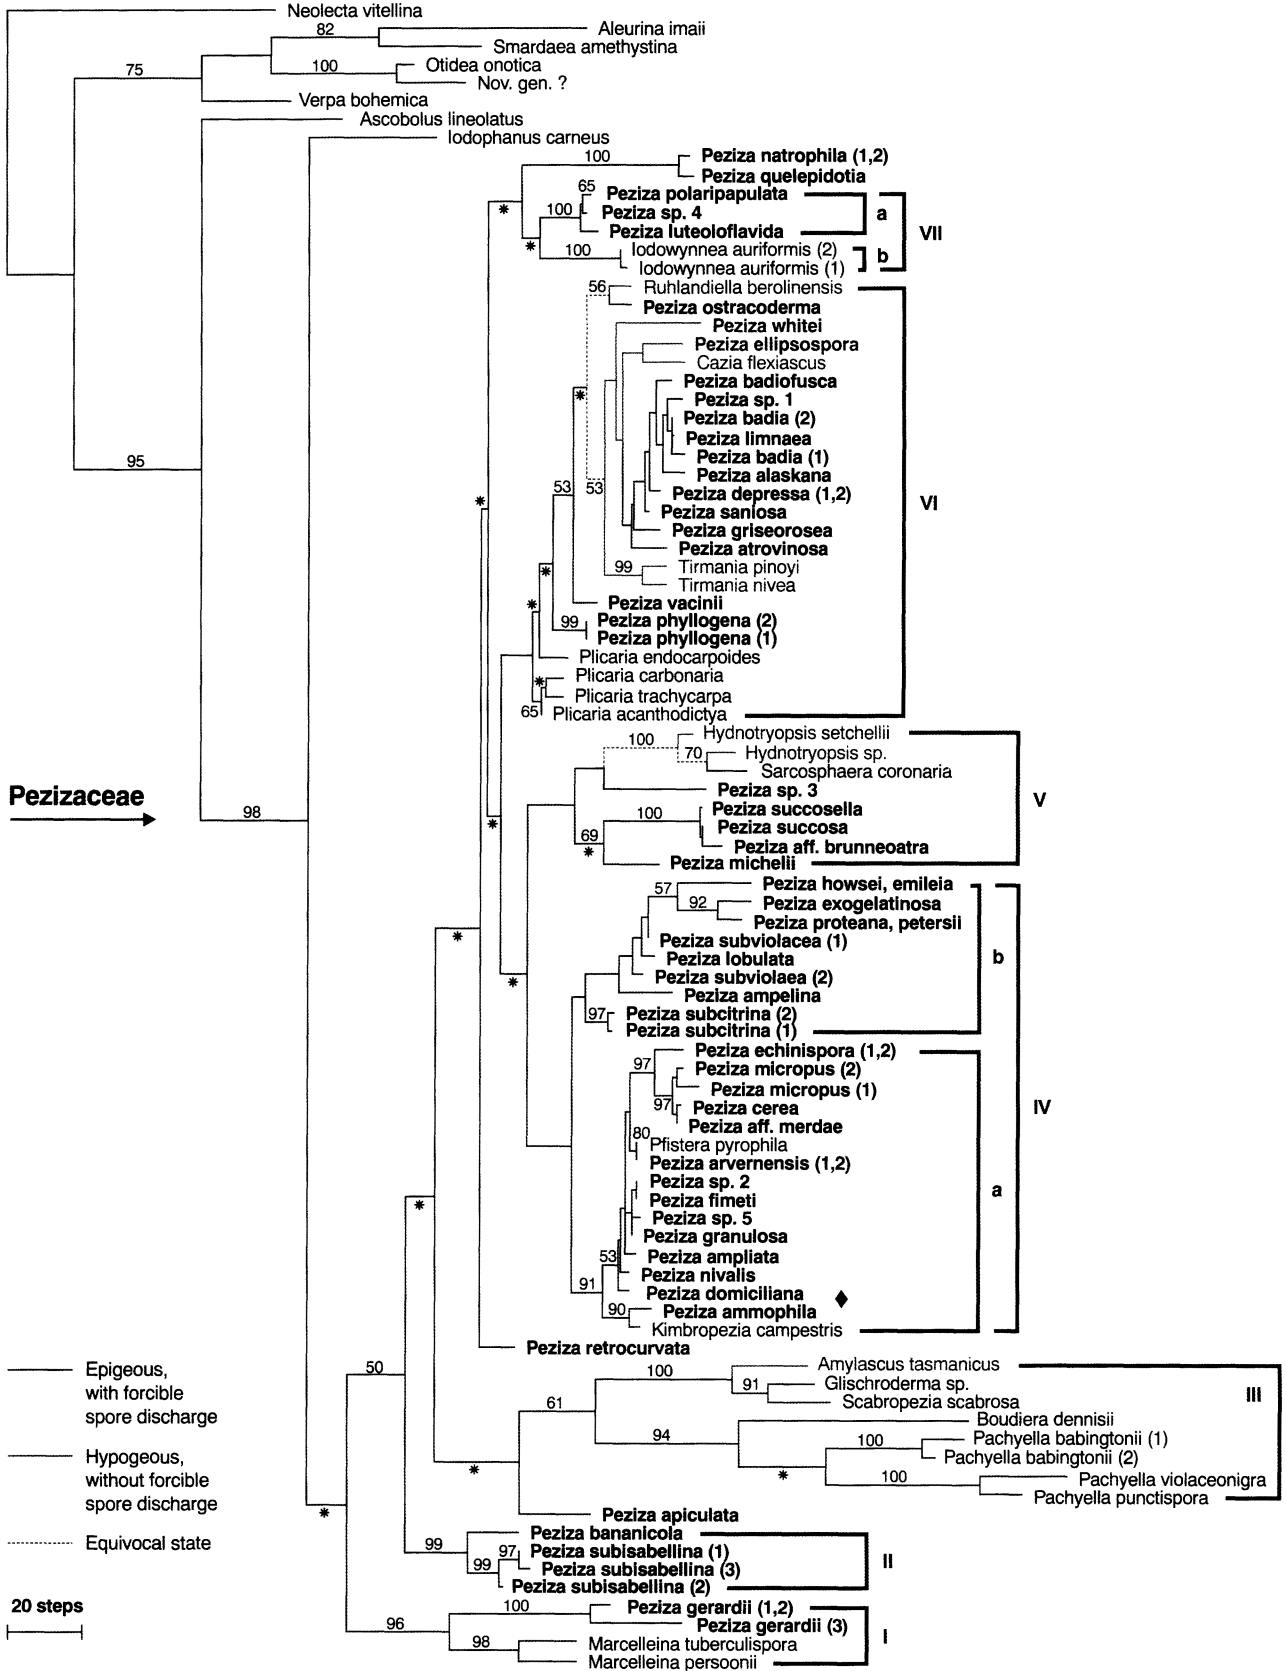 Neolecta vitellina
82
Aleurina imaii
Smardaea amethystina
75
100
Otidea onotica
Nov. gen. ?
Verpa bohemica
Ascobolus lineolatus
Iodophanus carneus
100
Peziza natrophila (1,2)
Peziza quelepidotia
65
Peziza polaripapulata
*
100
Peziza sp. 4
a
Peziza luteoloflavida
VII
*
100
Iodowynnea auriformis (2)
b
Iodowynnea auriformis (1)
56
Ruhlandiella berolinensis
Peziza ostracoderma
Peziza whitei
Peziza ellipsospora
Cazia flexiascus
Peziza badiofusca
*
Peziza sp. 1
Peziza badia (2)
Peziza limnaea
95
Peziza badia (1)
Peziza alaskana
53
53
Peziza depressa (1,2)
*
VI
Peziza saniosa
Peziza griseorosea
Peziza atrovinosa
*
99
Tirmania pinoyi
Tirmania nivea
*
Peziza vacinii
99
Peziza phyllogena (2)
Peziza phyllogena (1)
Plicaria endocarpoides
*
Plicaria carbonaria
Plicaria trachycarpa
65
Plicaria acanthodictya
100
Hydnotryopsis setchellii
70
Hydnotryopsis sp.
Sarcosphaera coronaria
Pezizaceae
Peziza sp. 3
V
98
100
Peziza succosella
*
Peziza succosa
69
Peziza aff. brunneoatra
*
Peziza michelii
57
Peziza howsei, emileia
92
Peziza exogelatinosa
Peziza proteana, petersii
*
Peziza subviolacea (1)
b
Peziza lobulata
*
Peziza subviolaea (2)
Peziza ampelina
97
Peziza subcitrina (2)
Peziza subcitrina (1)
Peziza echinispora (1,2)
97
Peziza micropus (2)
Peziza micropus (1)
97
Peziza cerea
IV
Peziza aff. merdae
80
Pfistera pyrophila
Peziza arvernensis (1,2)
Peziza sp. 2
a
*
Peziza fimeti
Peziza sp. 5
Peziza granulosa
53
Peziza ampliata
Peziza nivalis
91
Peziza domiciliana
♦
90
Peziza ammophila
Kimbropezia campestris
Peziza retrocurvata
Epigeous,
with forcible
spore discharge
50
100
Amylascus tasmanicus
91
Glischroderma sp.
III
Scabropezia scabrosa
61
Boudiera dennisii
94
100
Pachyella babingtonii (1)
Pachyella babingtonii (2)
Hypogeous,
without forcible
spore discharge
*
*
100
Pachyella violaceonigra
Pachyella punctispora
*
Peziza apiculata
Equivocal state
Peziza bananicola
99
97
Peziza subisabellina (1)
II
99
Peziza subisabellina (3)
Peziza subisabellina (2)
20 steps
100
Peziza gerardii (1,2)
96
Peziza gerardii (3)
I
98
Marcelleina tuberculispora
Marcelleina persoonii